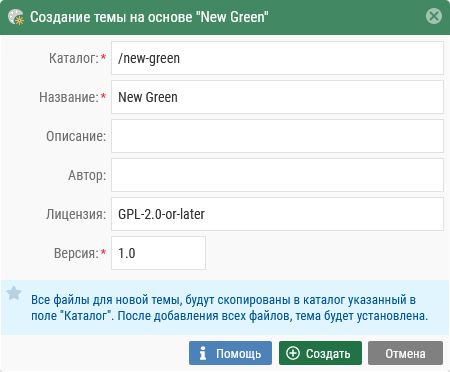 Создание темы на основе "New Green"
Каталог:* /new-green
Название:* New Green
Описание:
Автор:
Лицензия: GPL-2.0-or-later
Версия:* 1.0
Все файлы для новой темы, будут скопированы в каталог указанный в
поле "Каталог". После добавления всех файлов, тема будет установлена.
Помощь Создать Отмена